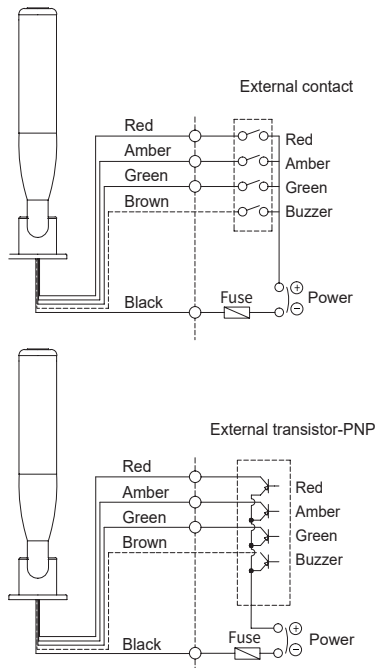 External contact
Red
Red
Amber
Amber
Green
Green
Brown
Buzzer
Black
Fuse
+
Power
−
External transistor-PNP
Red
Red
Amber
Amber
Green
Green
Brown
Buzzer
Black
Fuse
+
Power
−